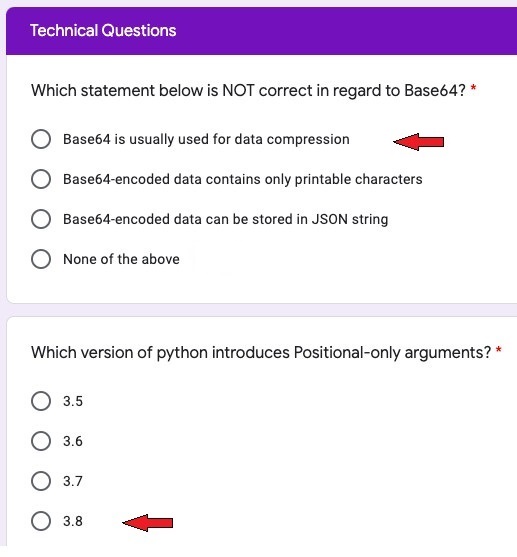 Technical Questions
Which statement below is NOT correct in regard to Base64? *
Base64 is usually used for data compression
Base64-encoded data contains only printable characters
Base64-encoded data can be stored in JSON string
None of the above
Which version of python introduces Positional-only arguments? *
3.5
3.6
3.7
3.8